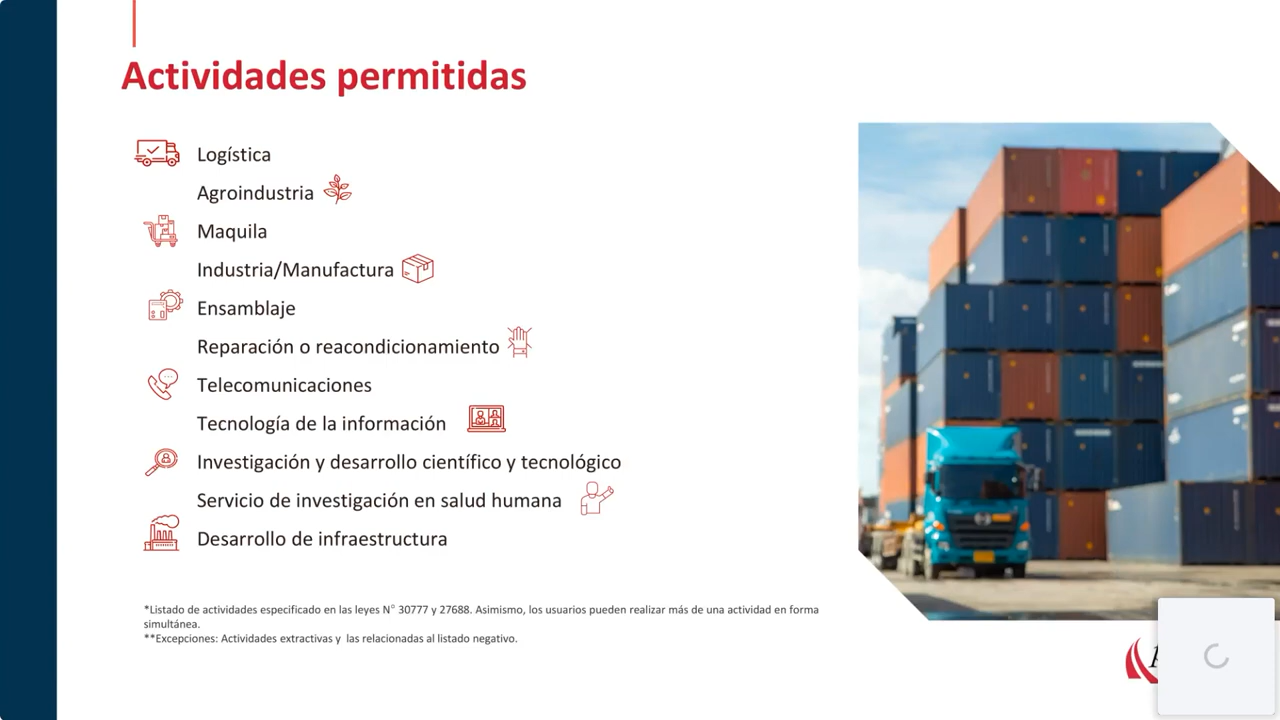 Actividades permitidas
Logística
Agroindustria
Maquila
Industria/Manufactura
Ensamblaje
Reparación o reacondicionamiento
Telecomunicaciones
Tecnología de la información
Investigación y desarrollo científico y tecnológico
Servicio de investigación en salud humana
Desarrollo de infraestructura
*Listado de actividades especificado en las leyes N° 30777 y 27688. Asimismo, los usuarios pueden realizar más de una actividad en forma
simultánea.
**Excepciones: Actividades extractivas y las relacionadas al listado negativo.